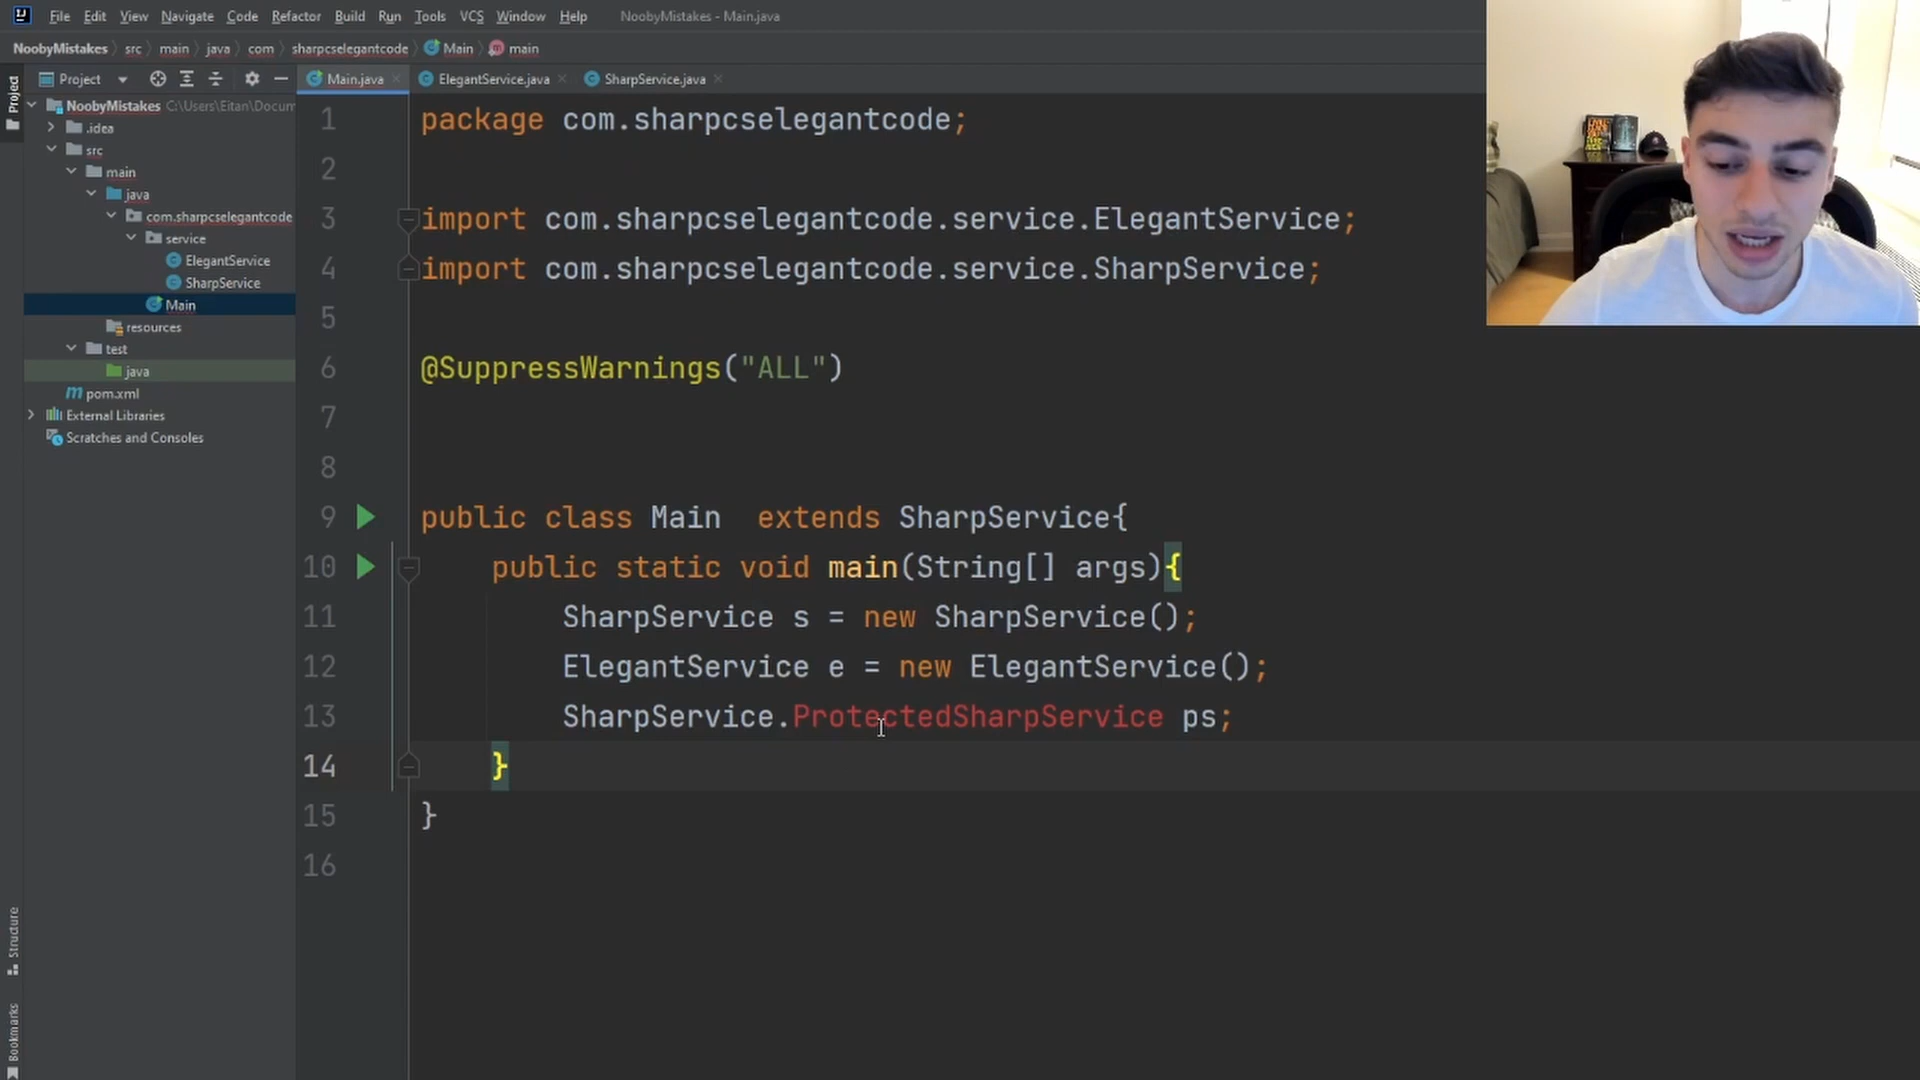 File Edit View Navigate Code Refactor Build Run Tools VCS Window Help NoobyMistakes - Main.java
NoobyMistakes src main java com sharpcselegantcode Main main
Project
Main.java ElegantService.java SharpService.java
Project
NoobyMistakes C:\Users\Eitan\Docum
.idea
src
main
java
com.sharpcselegantcode
service
ElegantService
SharpService
Main
resources
test
java
pom.xml
External Libraries
Scratches and Consoles
Structure
Bookmarks
1 package com.sharpcselegantcode;
2
3 import com.sharpcselegantcode.service.ElegantService;
4 import com.sharpcselegantcode.service.SharpService;
5
6 @SuppressWarnings("ALL")
7
8
9 public class Main  extends SharpService{
10 public static void main(String[] args){
11 SharpService s = new SharpService();
12 ElegantService e = new ElegantService();
13 SharpService.ProtectedSharpService ps;
14 }
15 }
16